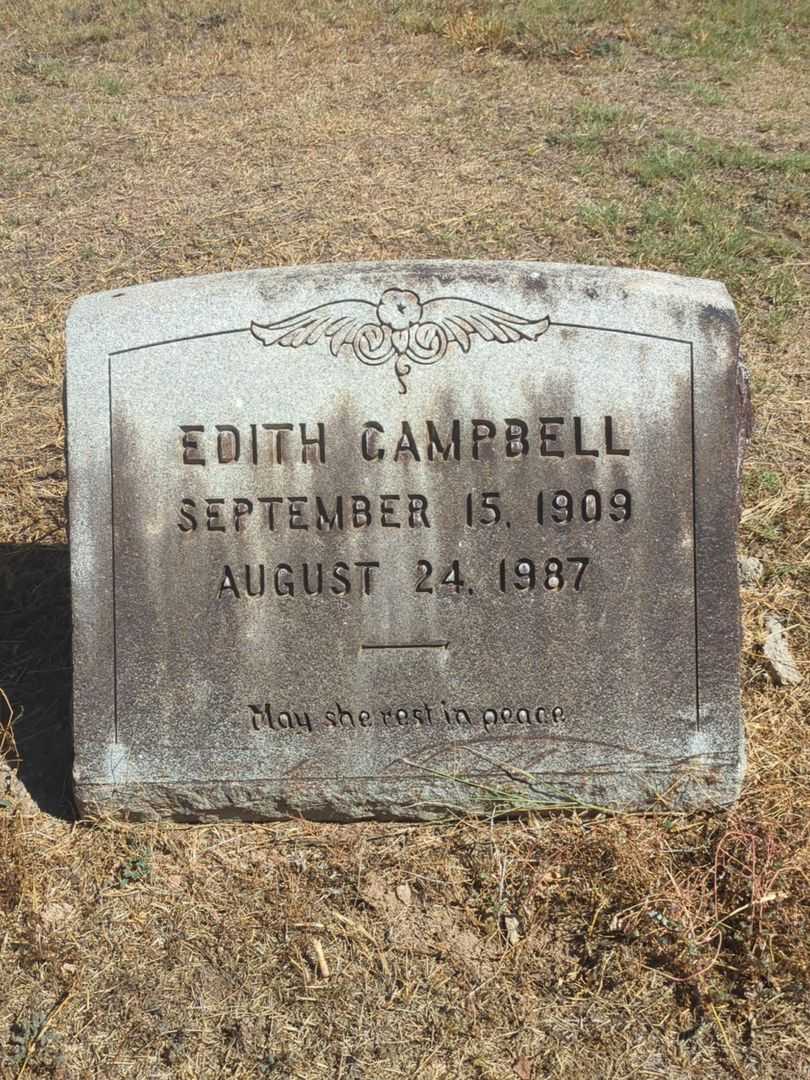 EDITH CAMPBELL
SEPTEMBER 15, 1909
AUGUST 24, 1987
May she rest in peace